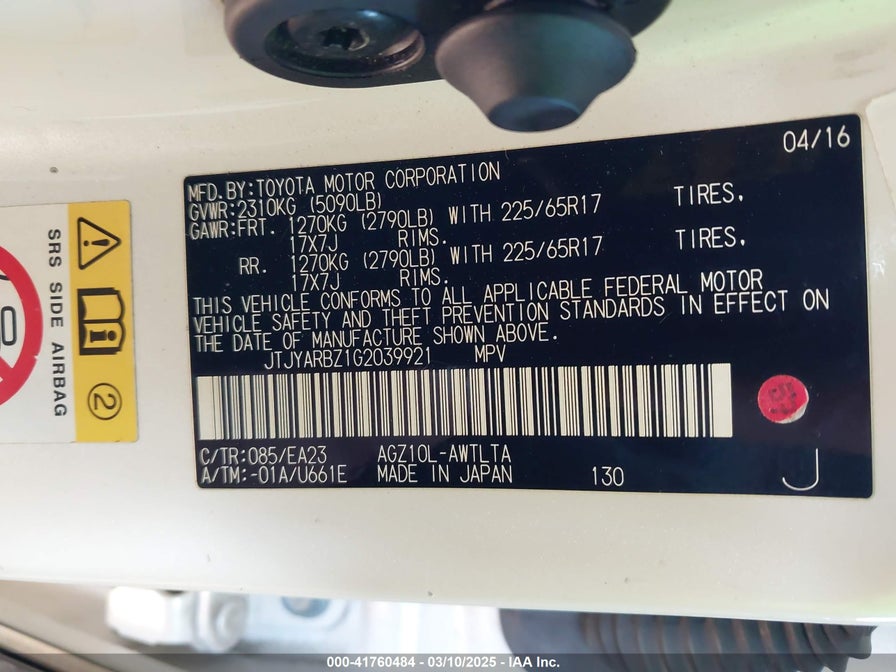 04/16
MFD. BY: TOYOTA MOTOR CORPORATION
GVWR: 2310KG (5090LB)
GAWR: FRT. 1270KG (2790LB) WITH 225/65R17 TIRES.
17X7J RIMS.
RR. 1270KG (2790LB) WITH 225/65R17 TIRES.
17X7J RIMS.
THIS VEHICLE CONFORMS TO ALL APPLICABLE FEDERAL MOTOR
VEHICLE SAFETY AND THEFT PREVENTION STANDARDS IN EFFECT ON
THE DATE OF MANUFACTURE SHOWN ABOVE.
JTJYARBZ1G2039921 MPV
C/TR: 085/EA23 AGZ10L-AWTLTA
A/TM: -01A/U661E MADE IN JAPAN 130 J
SRS SIDE AIRBAG
2
000-41760484 - 03/10/2025 - IAA Inc.